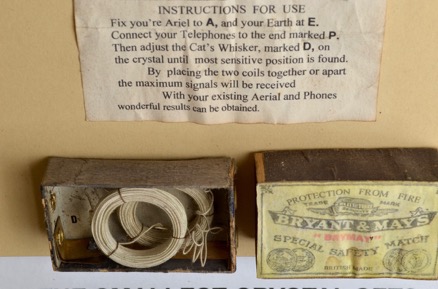 INSTRUCTIONS FOR USE
Fix you're Ariel to A, and your Earth at E.
Connect your Telephones to the end marked P.
Then adjust the Cat's Whisker, marked D, on
the crystal until most sensitive position is found.
By placing the two coils together or apart
the maximum signals will be received
With your existing Aerial and Phones
wonderful results can be obtained.
D
PROTECTION FROM FIRE
TRADE MARK
BRYANT & MAY'S
SPECIAL SAFETY MATCH
BRITISH MADE
SMALLEST CRYSTAL